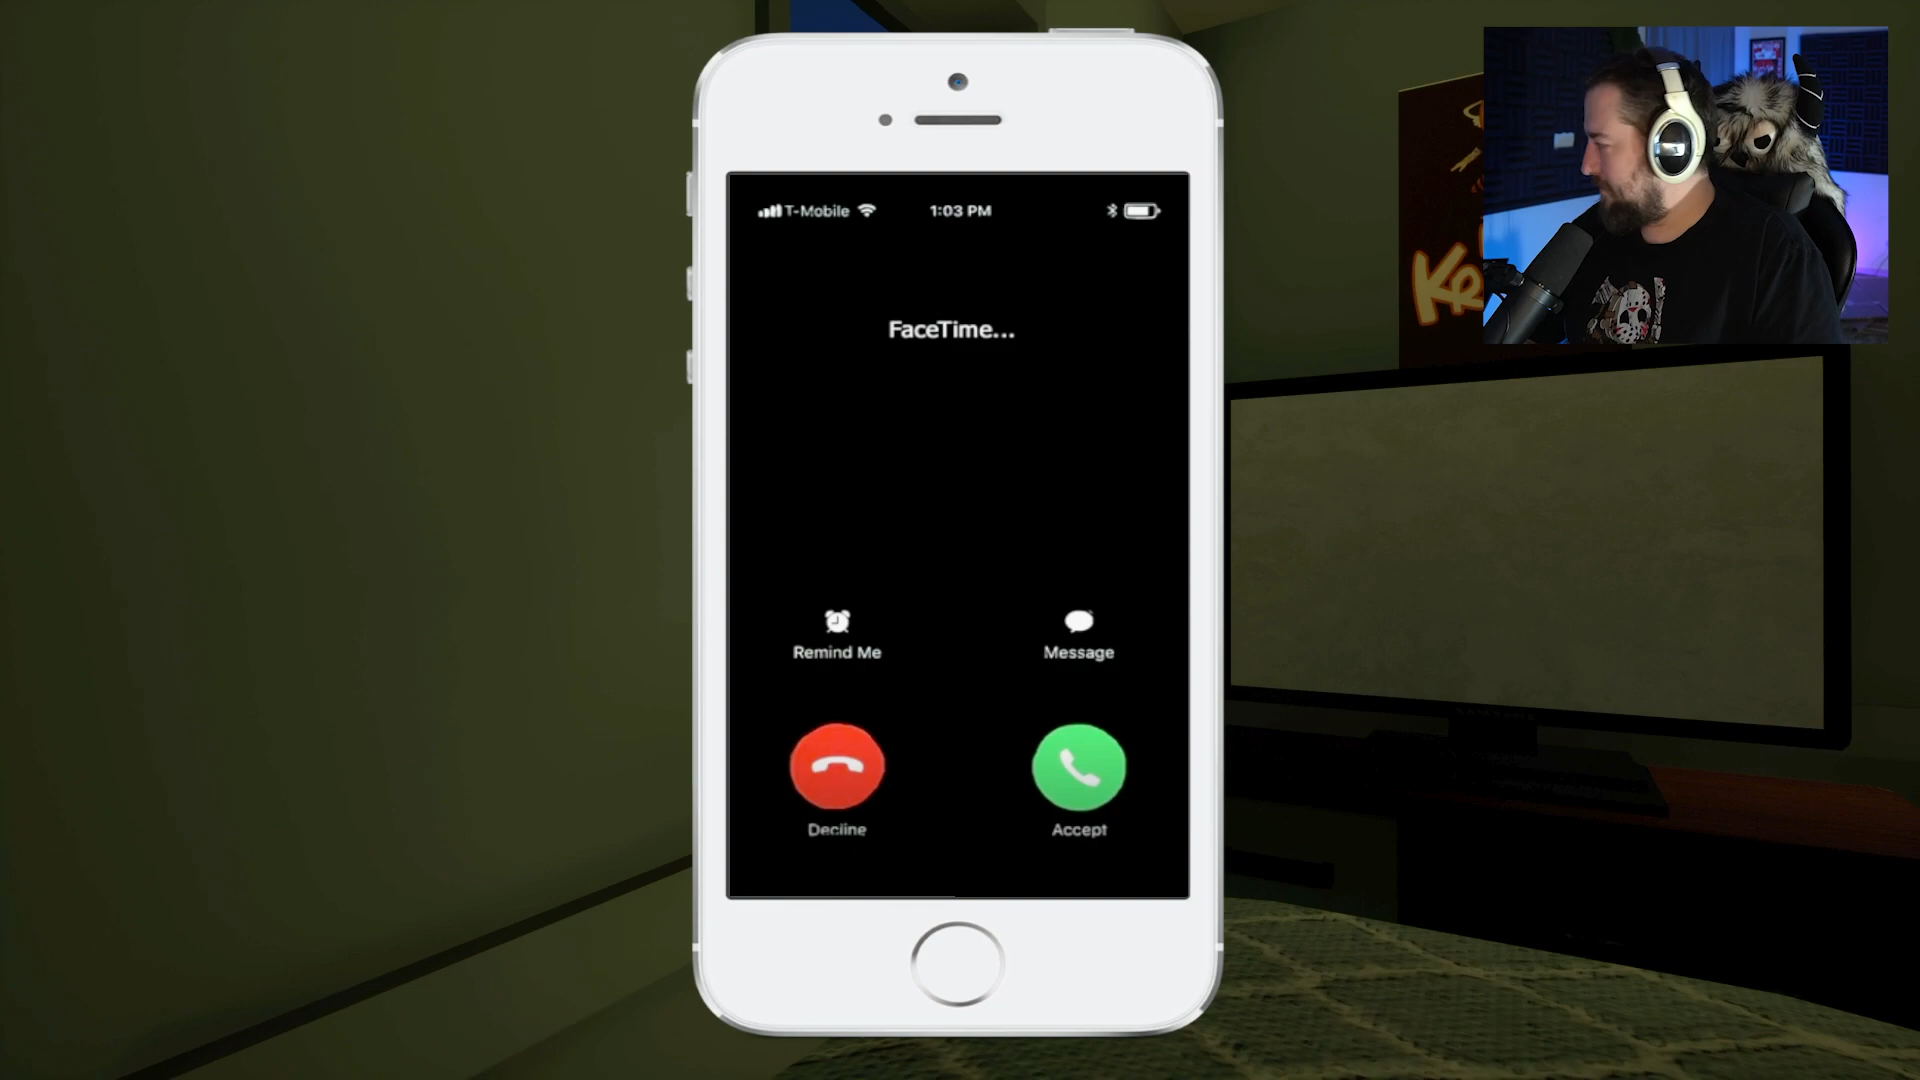 T-Mobile 1:03 PM
FaceTime...
Remind Me Message
Decline Accept